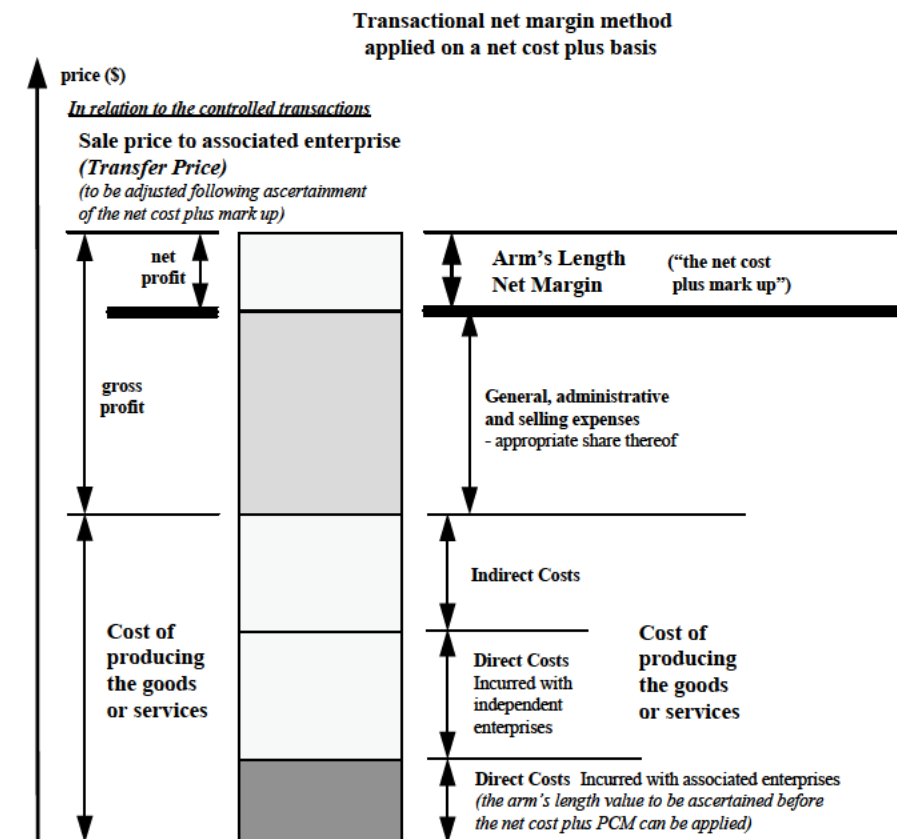 Transactional net margin method
applied on a net cost plus basis
price ($)
In relation to the controlled transactions
Sale price to associated enterprise
(Transfer Price)
(to be adjusted following ascertainment
of the net cost plus mark up)
net
profit
Arm's Length
Net Margin
("the net cost
plus mark up")
gross
profit
General, administrative
and selling expenses
- appropriate share thereof
Indirect Costs
Cost of
producing
the goods
or services
Direct Costs
Incurred with
independent
enterprises
Cost of
producing
the goods
or services
Direct Costs Incurred with associated enterprises
(the arm's length value to be ascertained before
the net cost plus PCM can be applied)